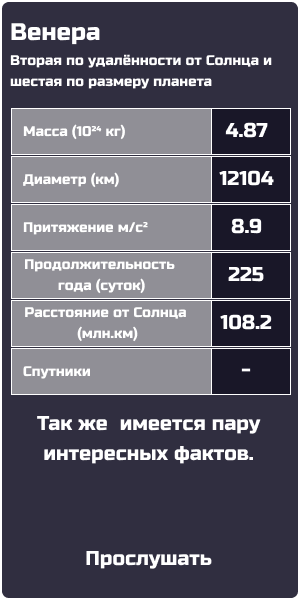 Венера
Вторая по удалённости от Солнца и
шестая по размеру планета
Масса (10²⁴ кг) 4.87
Диаметр (км) 12104
Притяжение м/с² 8.9
Продолжительность
года (суток) 225
Расстояние от Солнца
(млн.км) 108.2
Спутники -
Так же  имеется пару
интересных фактов.
Прослушать